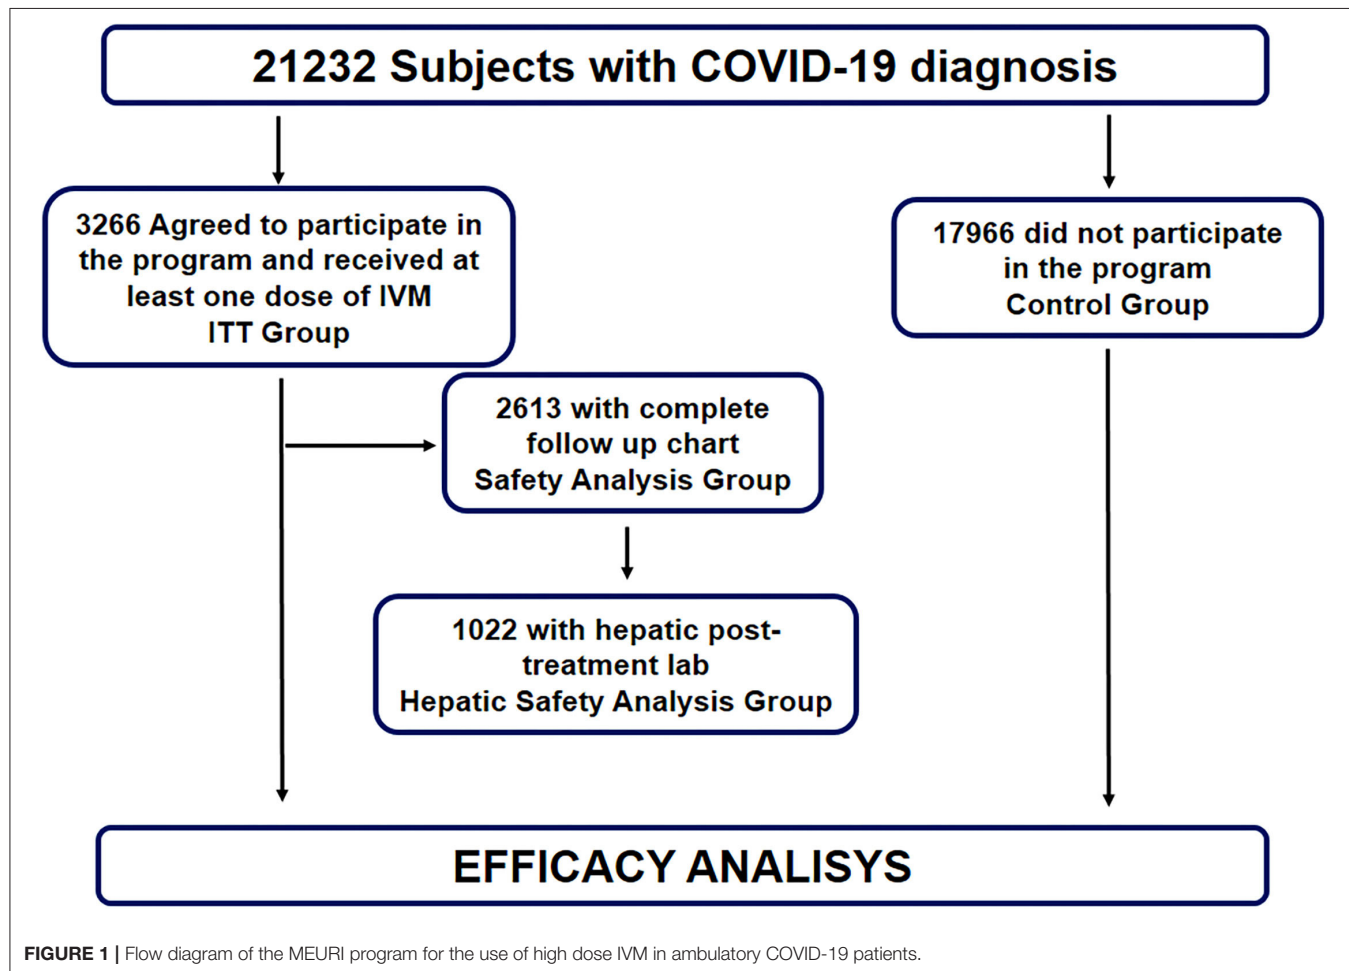 21232 Subjects with COVID-19 diagnosis
3266 Agreed to participate in
the program and received at
least one dose of IVM
ITT Group
17966 did not participate
in the program
Control Group
2613 with complete
follow up chart
Safety Analysis Group
1022 with hepatic post-
treatment lab
Hepatic Safety Analysis Group
EFFICACY ANALISYS
FIGURE 1 | Flow diagram of the MEURI program for the use of high dose IVM in ambulatory COVID-19 patients.